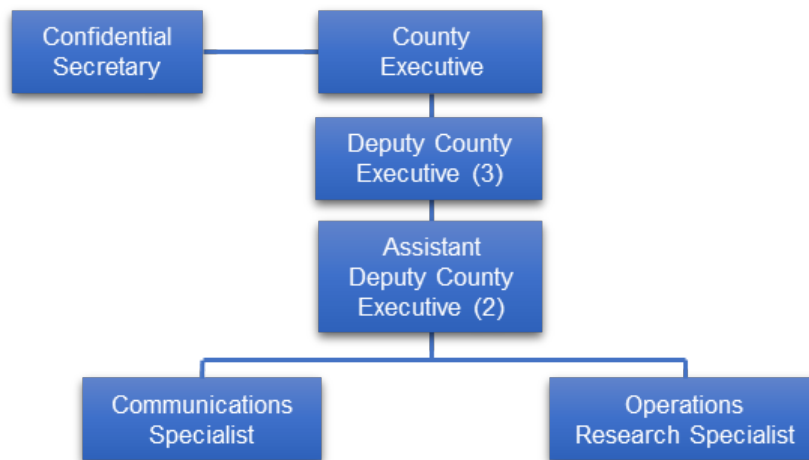 Confidential
Secretary
County
Executive
Deputy County
Executive (3)
Assistant
Deputy County
Executive (2)
Communications
Specialist
Operations
Research Specialist